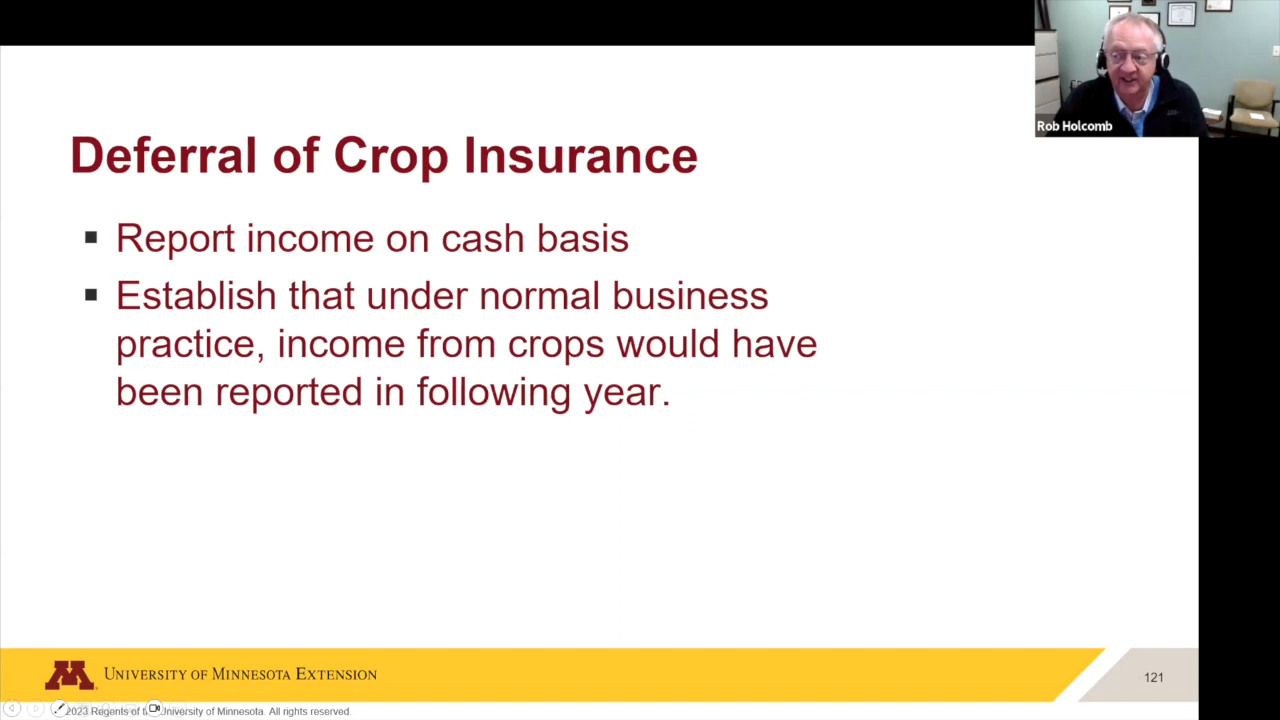 Rob Holcomb
Deferral of Crop Insurance
Report income on cash basis
Establish that under normal business
practice, income from crops would have
been reported in following year.
M
UNIVERSITY OF MINNESOTA EXTENSION
121
2023 Regents of the University of Minnesota. All rights reserved.